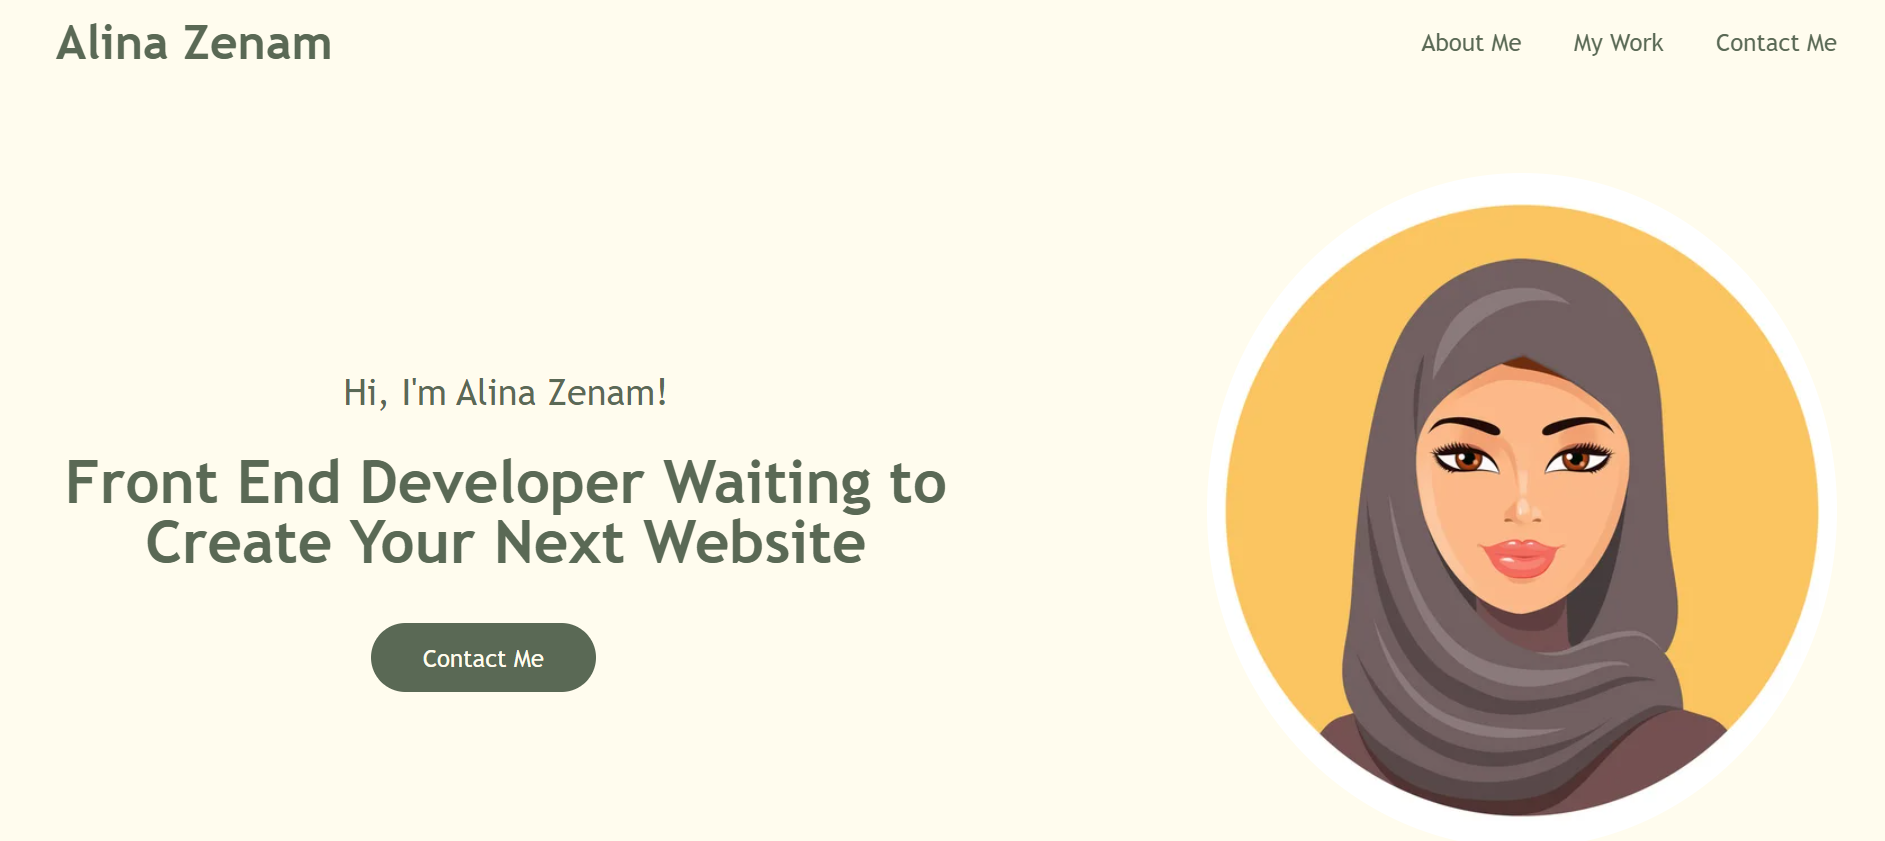 Alina Zenam
About Me
My Work
Contact Me
Hi, I'm Alina Zenam!
Front End Developer Waiting to
Create Your Next Website
Contact Me